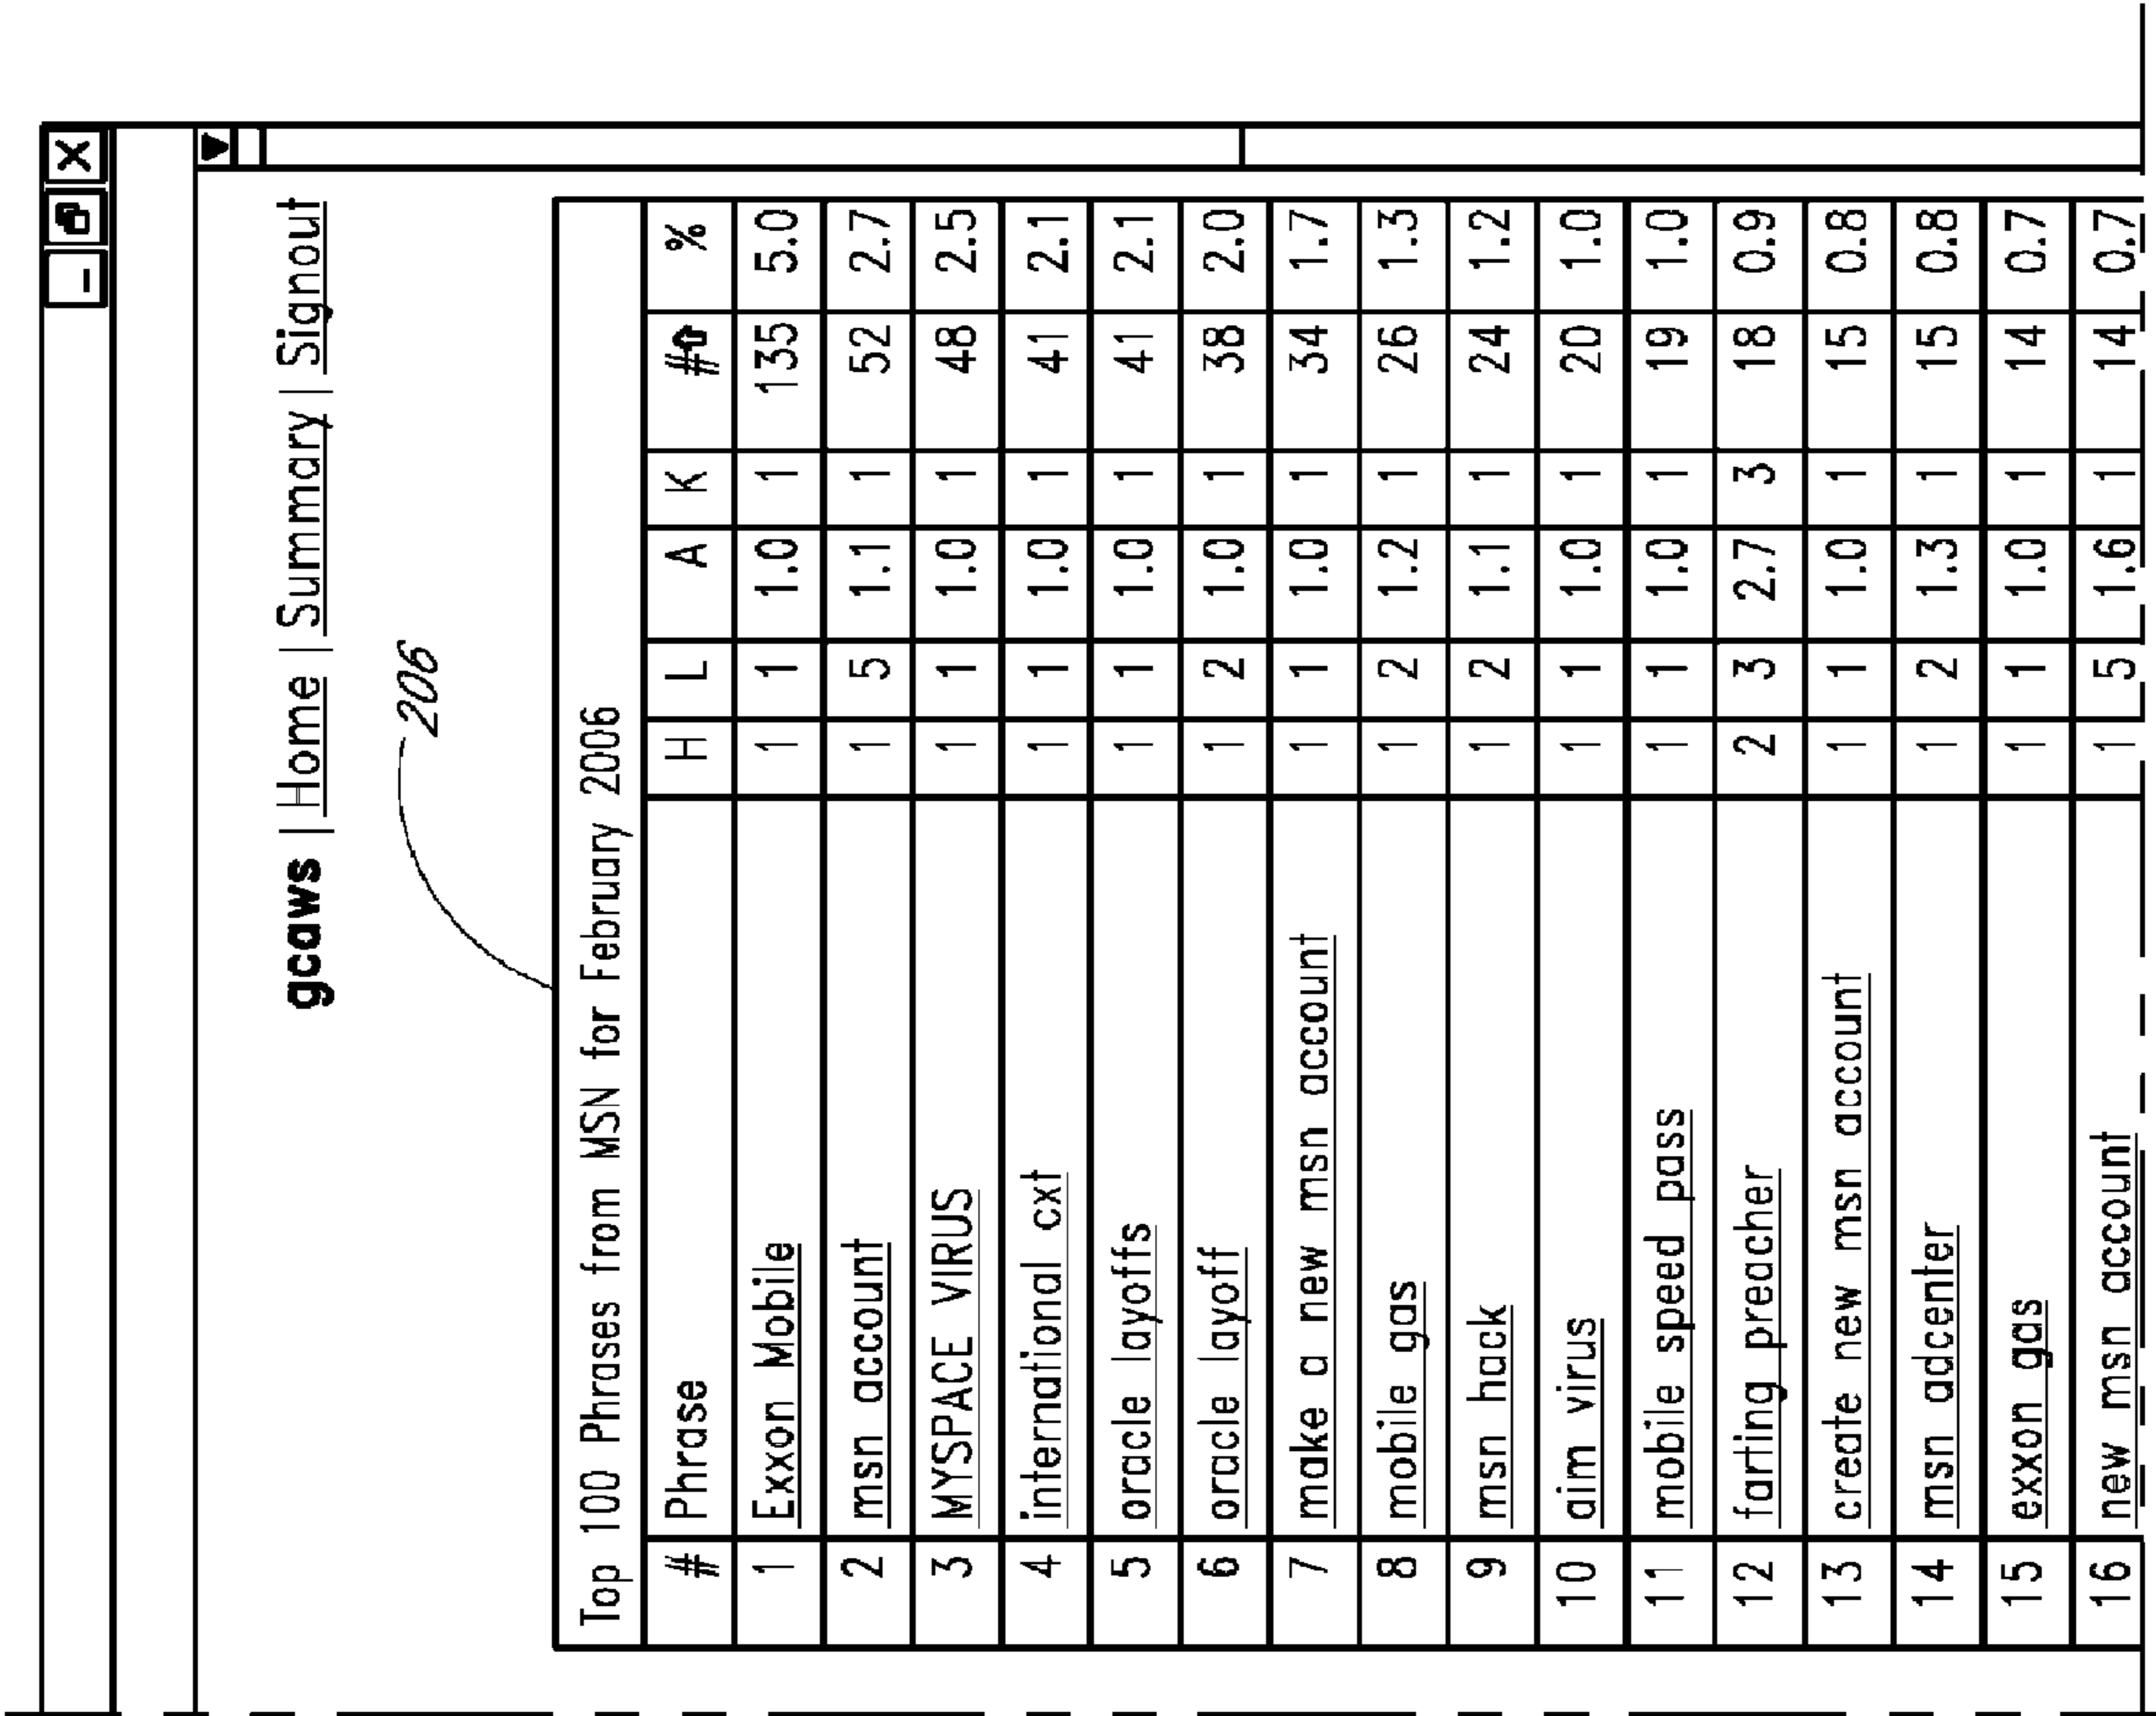 X
gcaws | Home | Summary | Signout
206
Top 100 Phrases from MSN for February 2006
# Phrase H L A K # %
1 Exxon Mobile 1 1 1.0 1 135 5.0
2 msn account 1 5 1.1 1 52 2.7
3 MYSPACE VIRUS 1 1 1.0 1 48 2.5
4 international cxt 1 1 1.0 1 41 2.1
5 oracle layoffs 1 1 1.0 1 41 2.1
6 oracle layoff 1 2 1.0 1 38 2.0
7 make a new msn account 1 1 1.0 1 34 1.7
8 mobile gas 1 2 1.2 1 26 1.3
9 msn hack 1 2 1.1 1 24 1.2
10 aim virus 1 1 1.0 1 20 1.0
11 mobile speed pass 1 1 1.0 1 19 1.0
12 farting preacher 2 3 2.7 3 18 0.9
13 create new msn account 1 1 1.0 1 15 0.8
14 msn adcenter 1 2 1.3 1 15 0.8
15 exxon gas 1 1 1.0 1 14 0.7
16 new msn account 1 5 1.6 1 14 0.7